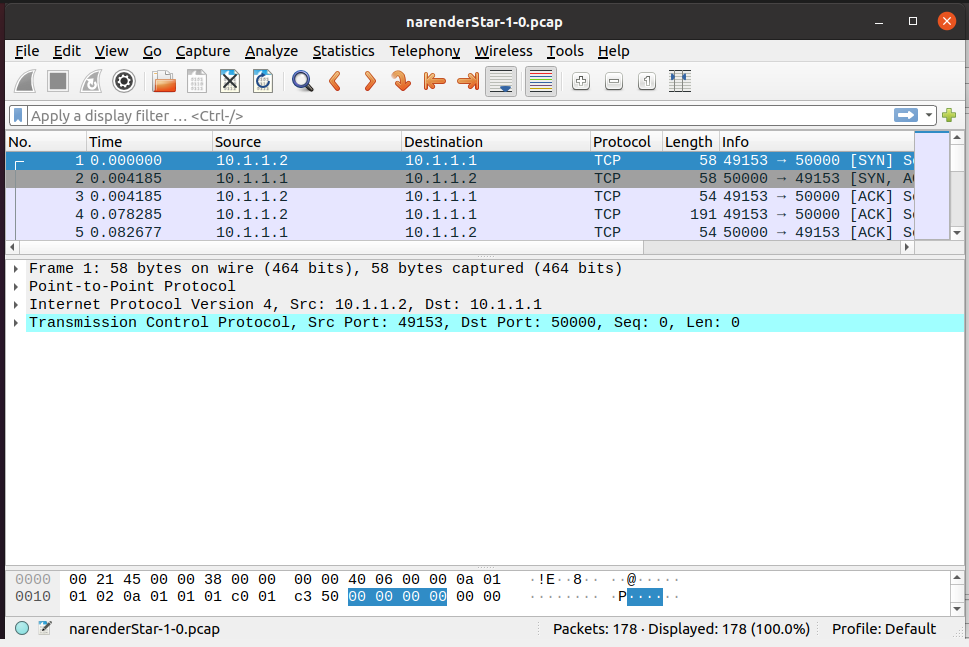 narenderStar-1-0.pcap
File Edit View Go Capture Analyze Statistics Telephony Wireless Tools Help
Apply a display filter … <Ctrl-/>
No. Time Source Destination Protocol Length Info
1 0.000000 10.1.1.2 10.1.1.1 TCP 58 49153 → 50000 [SYN] Se
2 0.004185 10.1.1.1 10.1.1.2 TCP 58 50000 → 49153 [SYN, AC
3 0.004185 10.1.1.2 10.1.1.1 TCP 54 49153 → 50000 [ACK] Se
4 0.078285 10.1.1.2 10.1.1.1 TCP 191 49153 → 50000 [ACK] Se
5 0.082677 10.1.1.1 10.1.1.2 TCP 54 50000 → 49153 [ACK] Se
Frame 1: 58 bytes on wire (464 bits), 58 bytes captured (464 bits)
Point-to-Point Protocol
Internet Protocol Version 4, Src: 10.1.1.2, Dst: 10.1.1.1
Transmission Control Protocol, Src Port: 49153, Dst Port: 50000, Seq: 0, Len: 0
0000 00 21 45 00 00 38 00 00 00 00 40 06 00 00 0a 01 ·!E··8·· ··@·····
0010 01 02 0a 01 01 01 c0 01 c3 50 00 00 00 00 00 00 ········ ·P······
narenderStar-1-0.pcap Packets: 178 · Displayed: 178 (100.0%) Profile: Default